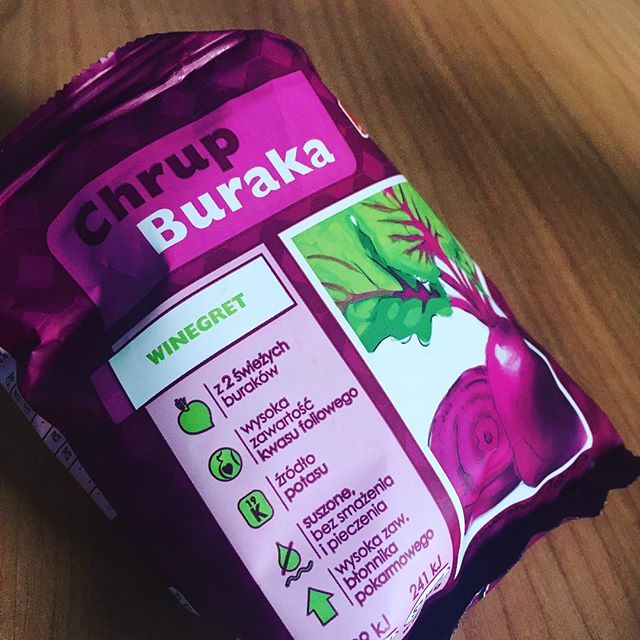 Chrup
Buraka
WINEGRET
z 2 świeżych
buraków
wysoka
zawartość
kwasu foliowego
19
K
źródło
potasu
suszone,
bez smażenia
i pieczenia
wysoka zaw.
błonnika
pokarmowego
241 kJ